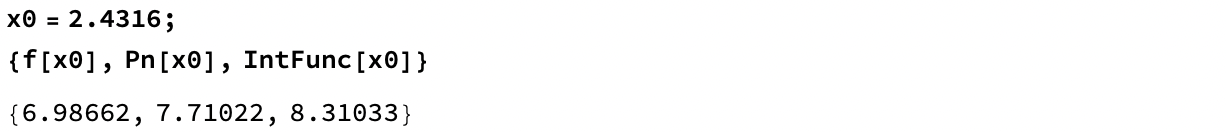 x0 = 2.4316;
{f[x0], Pn[x0], IntFunc[x0]}
{6.98662, 7.71022, 8.31033}